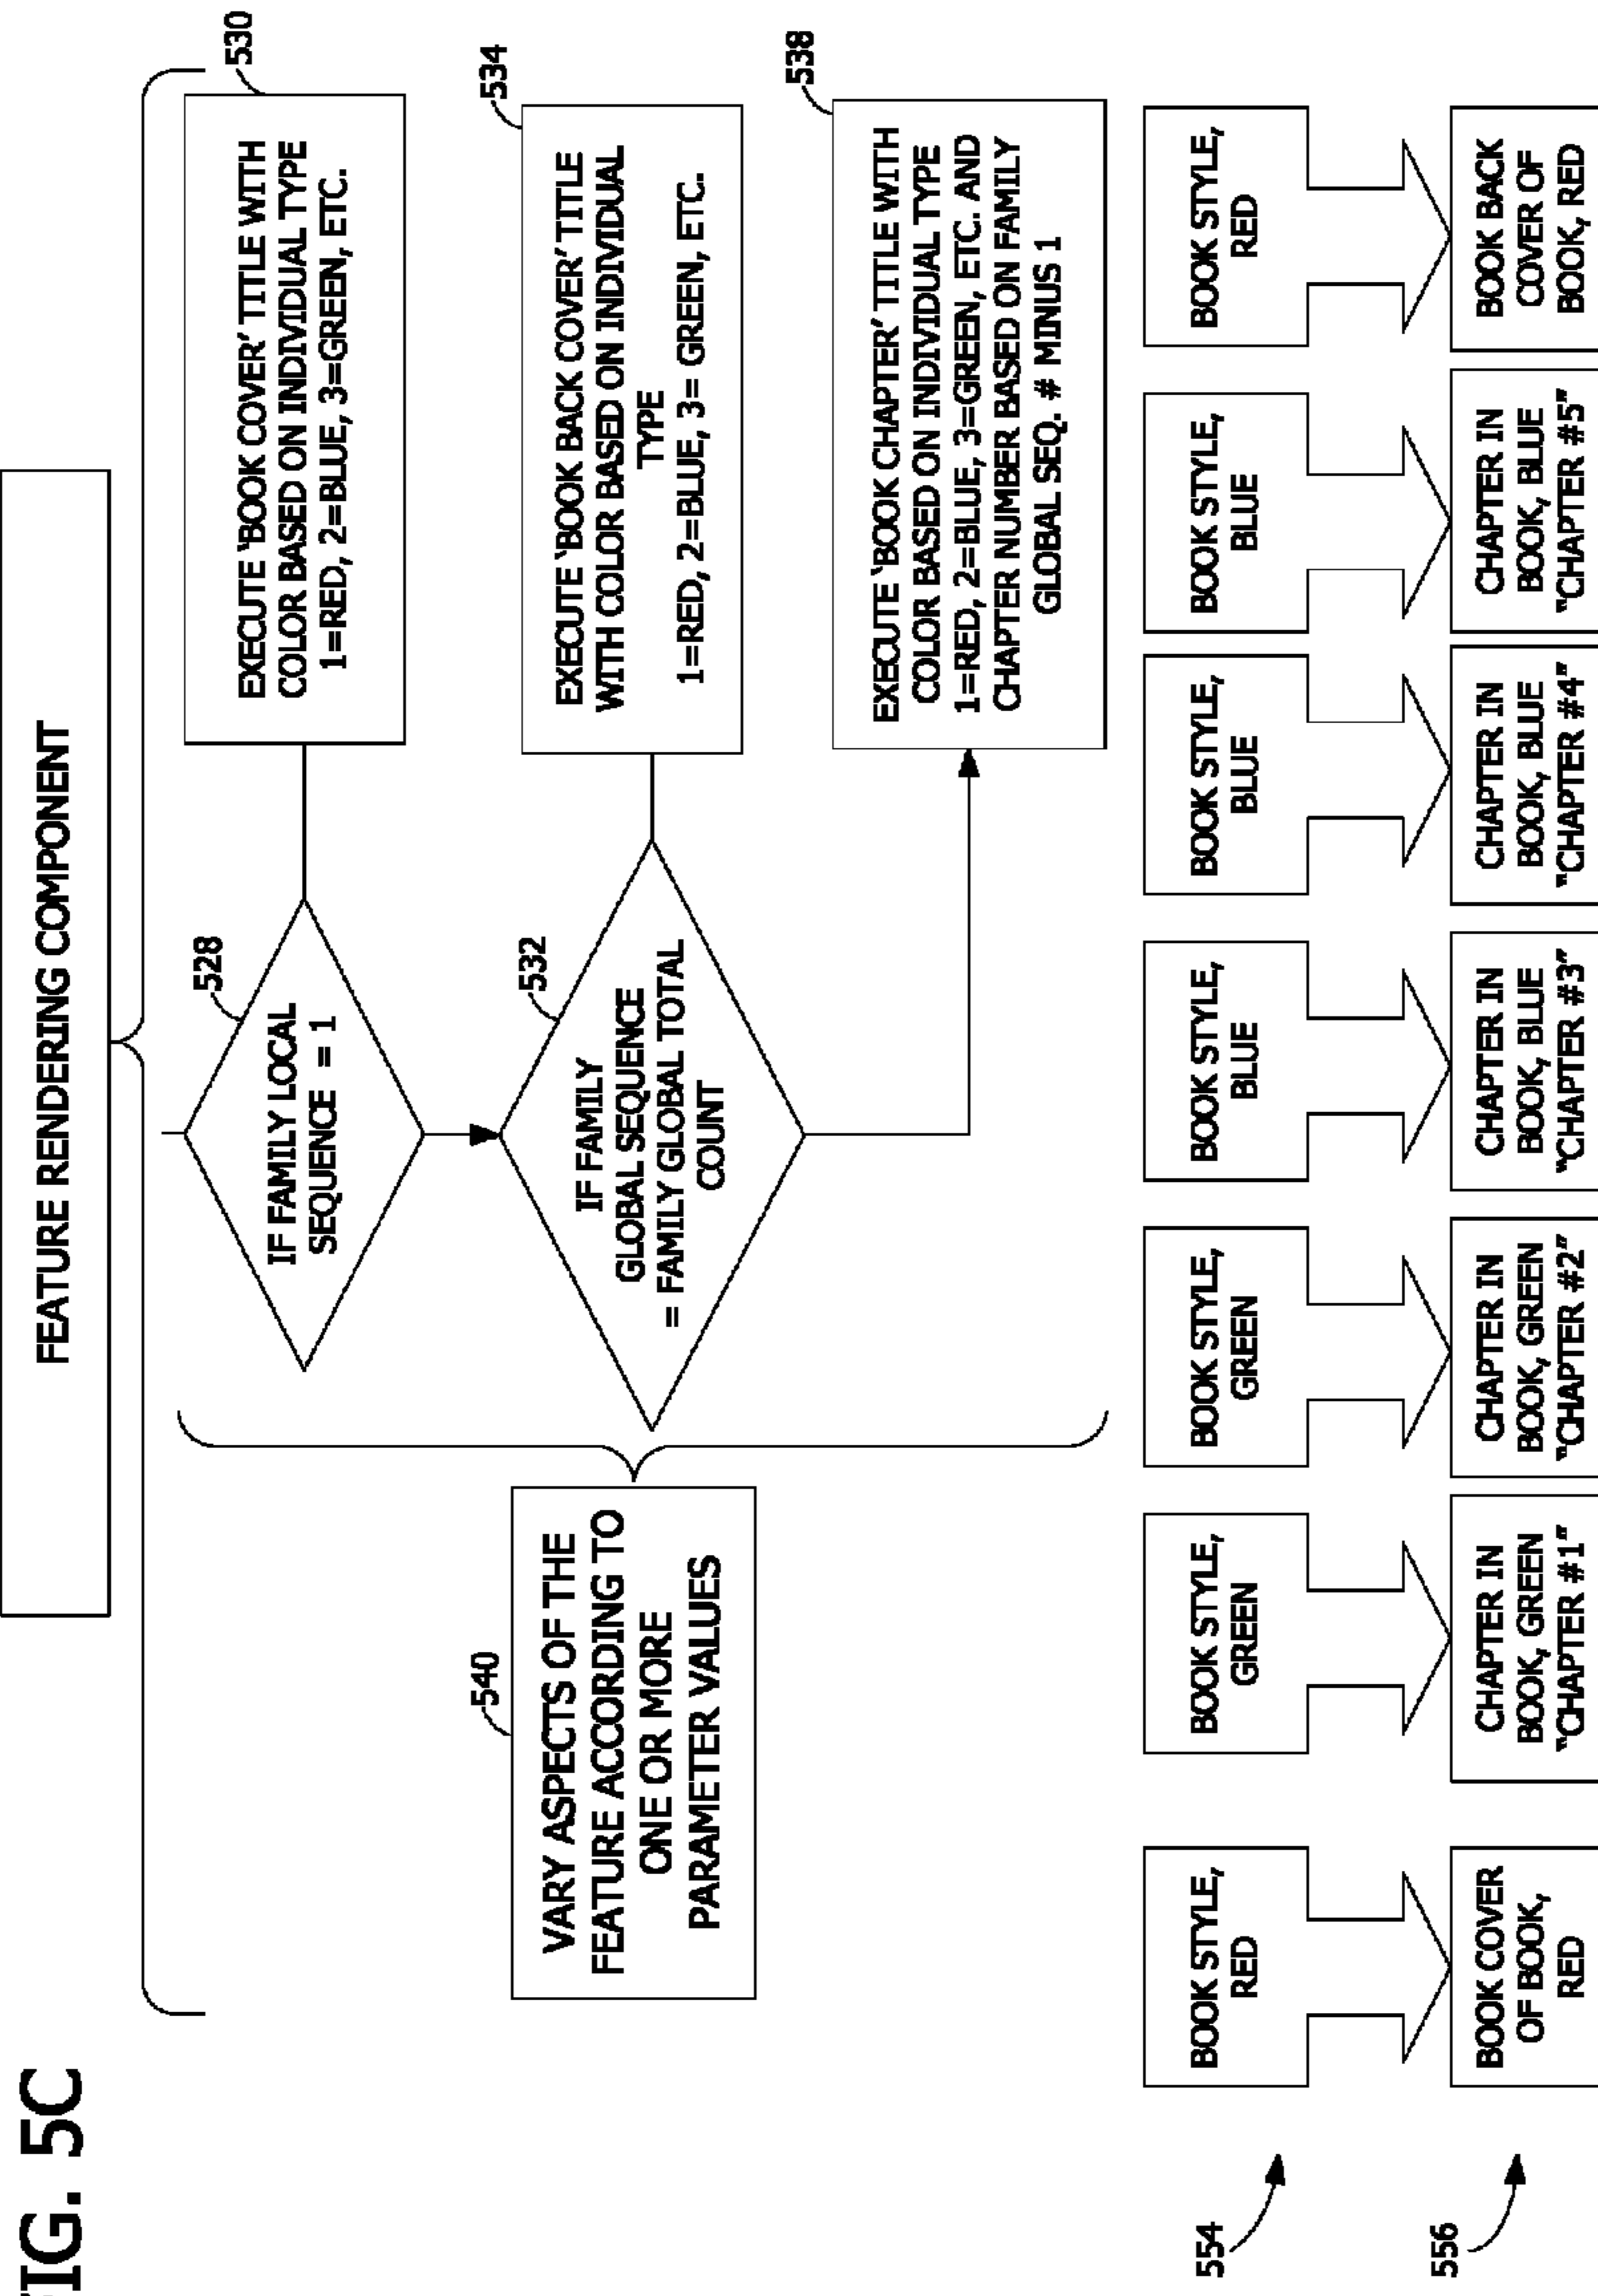 FIG. 5C
FEATURE RENDERING COMPONENT
528
IF FAMILY LOCAL
SEQUENCE = 1
530
EXECUTE ‘BOOK COVER’ TITLE WITH
COLOR BASED ON INDIVIDUAL TYPE
1=RED, 2=BLUE, 3=GREEN, ETC.
540
VARY ASPECTS OF THE
FEATURE ACCORDING TO
ONE OR MORE
PARAMETER VALUES
532
IF FAMILY
GLOBAL SEQUENCE
= FAMILY GLOBAL TOTAL
COUNT
534
EXECUTE ‘BOOK BACK COVER’ TITLE
WITH COLOR BASED ON INDIVIDUAL
TYPE
1=RED, 2=BLUE, 3= GREEN, ETC.
538
EXECUTE ‘BOOK CHAPTER’ TITLE WITH
COLOR BASED ON INDIVIDUAL TYPE
1=RED, 2=BLUE, 3=GREEN, ETC. AND
CHAPTER NUMBER BASED ON FAMILY
GLOBAL SEQ. # MINUS 1
554
BOOK STYLE,
RED
BOOK STYLE,
GREEN
BOOK STYLE,
GREEN
BOOK STYLE,
BLUE
BOOK STYLE,
BLUE
BOOK STYLE,
BLUE
BOOK STYLE,
RED
556
BOOK COVER
OF BOOK,
RED
CHAPTER IN
BOOK, GREEN
“CHAPTER #1”
CHAPTER IN
BOOK, GREEN
“CHAPTER #2”
CHAPTER IN
BOOK, BLUE
“CHAPTER #3”
CHAPTER IN
BOOK, BLUE
“CHAPTER #4”
CHAPTER IN
BOOK, BLUE
“CHAPTER #5”
BOOK BACK
COVER OF
BOOK, RED